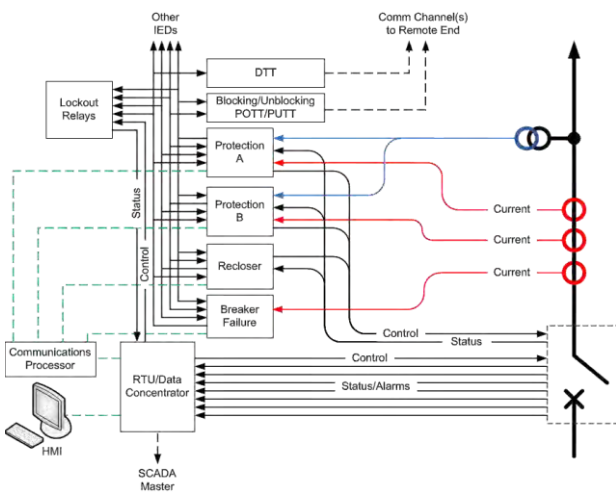 Other
IEDs
Comm Channel(s)
to Remote End
DTT
Blocking/Unblocking
POTT/PUTT
Lockout
Relays
Protection
A
Current
Protection
B
Current
Status
Control
Recloser
Current
Breaker
Failure
Control
Status
Communications
Processor
RTU/Data
Concentrator
Control
Status/Alarms
HMI
SCADA
Master